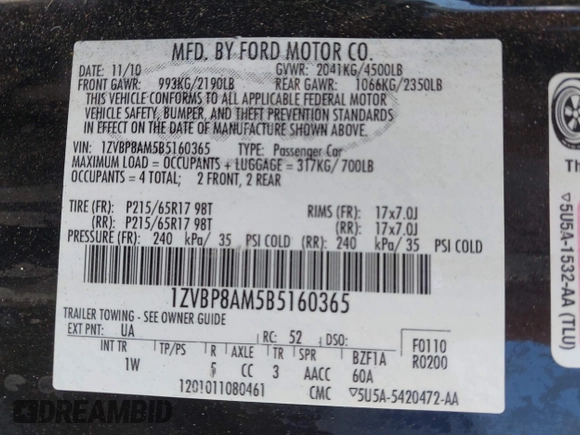 MFD. BY FORD MOTOR CO.
DATE: 11/10 GVWR: 2041KG/4500LB
FRONT GAWR: 993KG/2190LB REAR GAWR: 1066KG/2350LB
THIS VEHICLE CONFORMS TO ALL APPLICABLE FEDERAL MOTOR
VEHICLE SAFETY, BUMPER, AND THEFT PREVENTION STANDARDS
IN EFFECT ON THE DATE OF MANUFACTURE SHOWN ABOVE.
VIN: 1ZVBP8AM5B5160365 TYPE: Passenger Car
MAXIMUM LOAD = OCCUPANTS + LUGGAGE = 317KG/ 700LB
OCCUPANTS = 4 TOTAL; 2 FRONT, 2 REAR
TIRE (FR): P215/65R17 98T RIMS (FR): 17x7.0J
(RR): P215/65R17 98T (RR): 17x7.0J
PRESSURE (FR): 240 kPa/ 35 PSI COLD (RR): 240 kPa/ 35 PSI COLD
1ZVBP8AM5B5160365
TRAILER TOWING - SEE OWNER GUIDE
EXT PNT: UA RC: 52 DSO: F0110
R0200
INT TR TP/PS R AXLE TR SPR BZF1A
1W 5 CC 3 AACC 60A
1201011080461 CMC ▽5U5A-5420472-AA
Th
▽5U5A-1532-AA (TLU)
DREAMBID